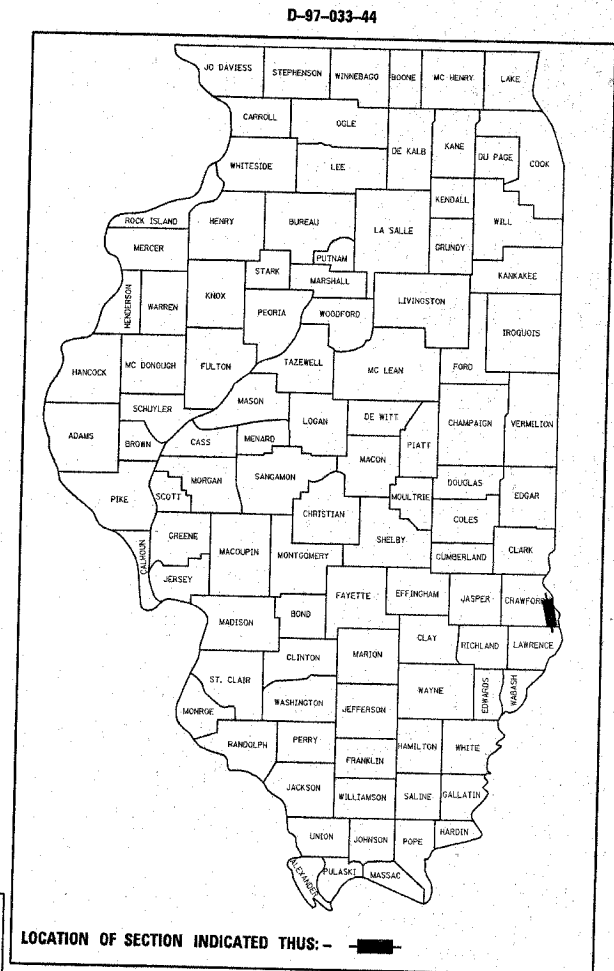 D-97-033-44
JO DAVIESS STEPHENSON WINNEBAGO BOONE MC HENRY LAKE
CARROLL OGLE
DE KALB KANE DU PAGE COOK
WHITESIDE LEE
KENDALL
ROCK ISLAND HENRY BUREAU LA SALLE WILL
MERCER PUTNAM GRUNDY
STARK MARSHALL KANKAKEE
HENDERSON WARREN KNOX PEORIA WOODFORD LIVINGSTON
IROQUOIS
HANCOCK MC DONOUGH FULTON TAZEWELL MC LEAN FORD
MASON
SCHUYLER LOGAN DE WITT CHAMPAIGN VERMILION
ADAMS BROWN CASS MENARD PIATT
MACON
MORGAN SANGAMON DOUGLAS
PIKE SCOTT MOULTRIE EDGAR
CHRISTIAN COLES
GREENE MACOUPIN SHELBY
CALHOUN MONTGOMERY CUMBERLAND CLARK
JERSEY
FAYETTE EFFINGHAM JASPER CRAWFORD
MADISON BOND
CLAY RICHLAND LAWRENCE
CLINTON MARION
ST. CLAIR WAYNE EDWARDS WABASH
MONROE WASHINGTON JEFFERSON
RANDOLPH PERRY HAMILTON WHITE
FRANKLIN
JACKSON WILLIAMSON SALINE GALLATIN
UNION JOHNSON POPE HARDIN
ALEXANDER PULASKI MASSAC
LOCATION OF SECTION INDICATED THUS: -